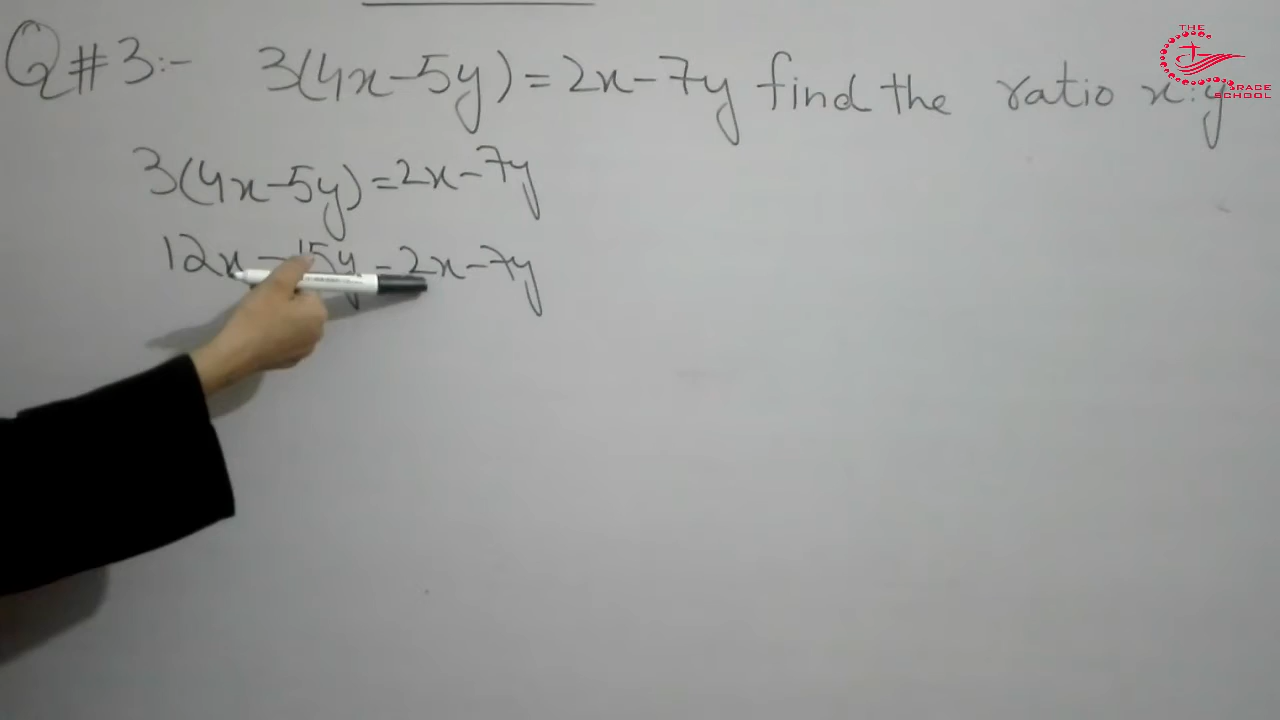 Q#3:- 3(4x-5y)=2x-7y find the ratio x:y
3(4x-5y)=2x-7y
12x-15y=2x-7y
THE
RACE
SCHOOL